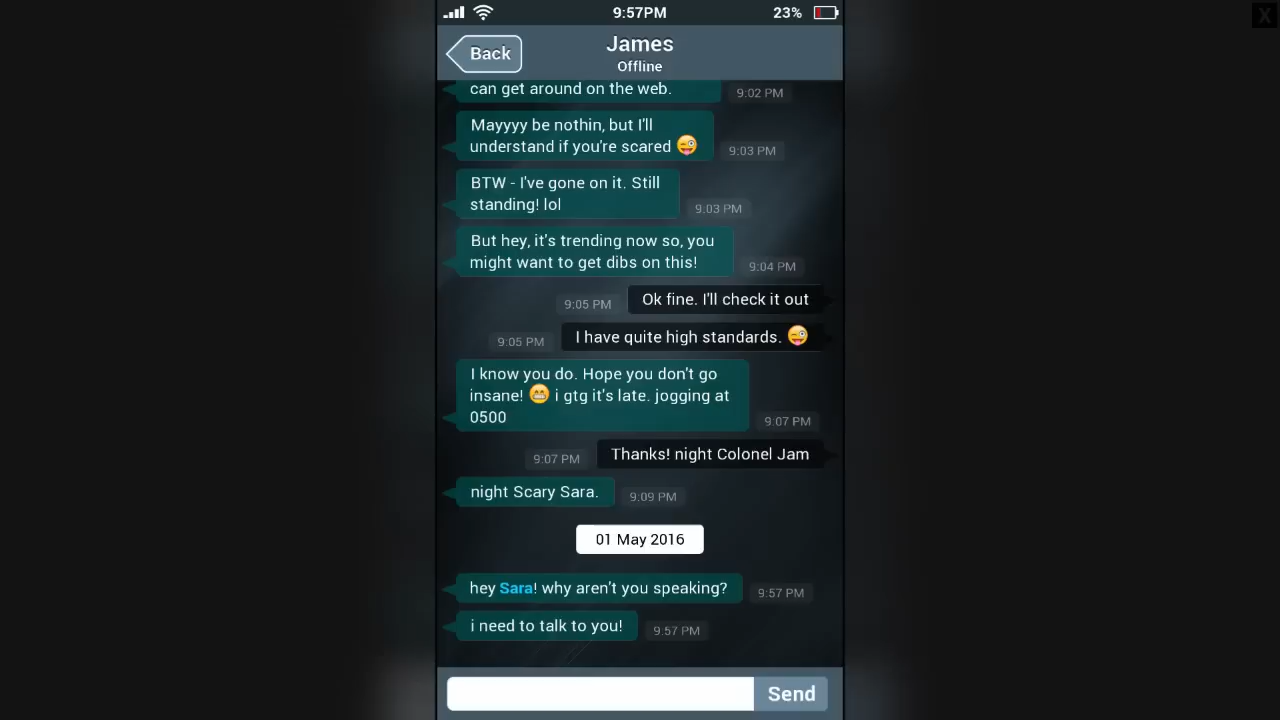 9:57PM
23%
X
Back
James
Offline
can get around on the web.
9:02 PM
Mayyyy be nothin, but I'll
understand if you're scared 😜
9:03 PM
BTW - I've gone on it. Still
standing! lol
9:03 PM
But hey, it's trending now so, you
might want to get dibs on this!
9:04 PM
9:05 PM
Ok fine. I'll check it out
9:05 PM
I have quite high standards. 😜
I know you do. Hope you don't go
insane! 😁 i gtg it's late. jogging at
0500
9:07 PM
9:07 PM
Thanks! night Colonel Jam
night Scary Sara.
9:09 PM
01 May 2016
hey Sara! why aren't you speaking?
9:57 PM
i need to talk to you!
9:57 PM
Send